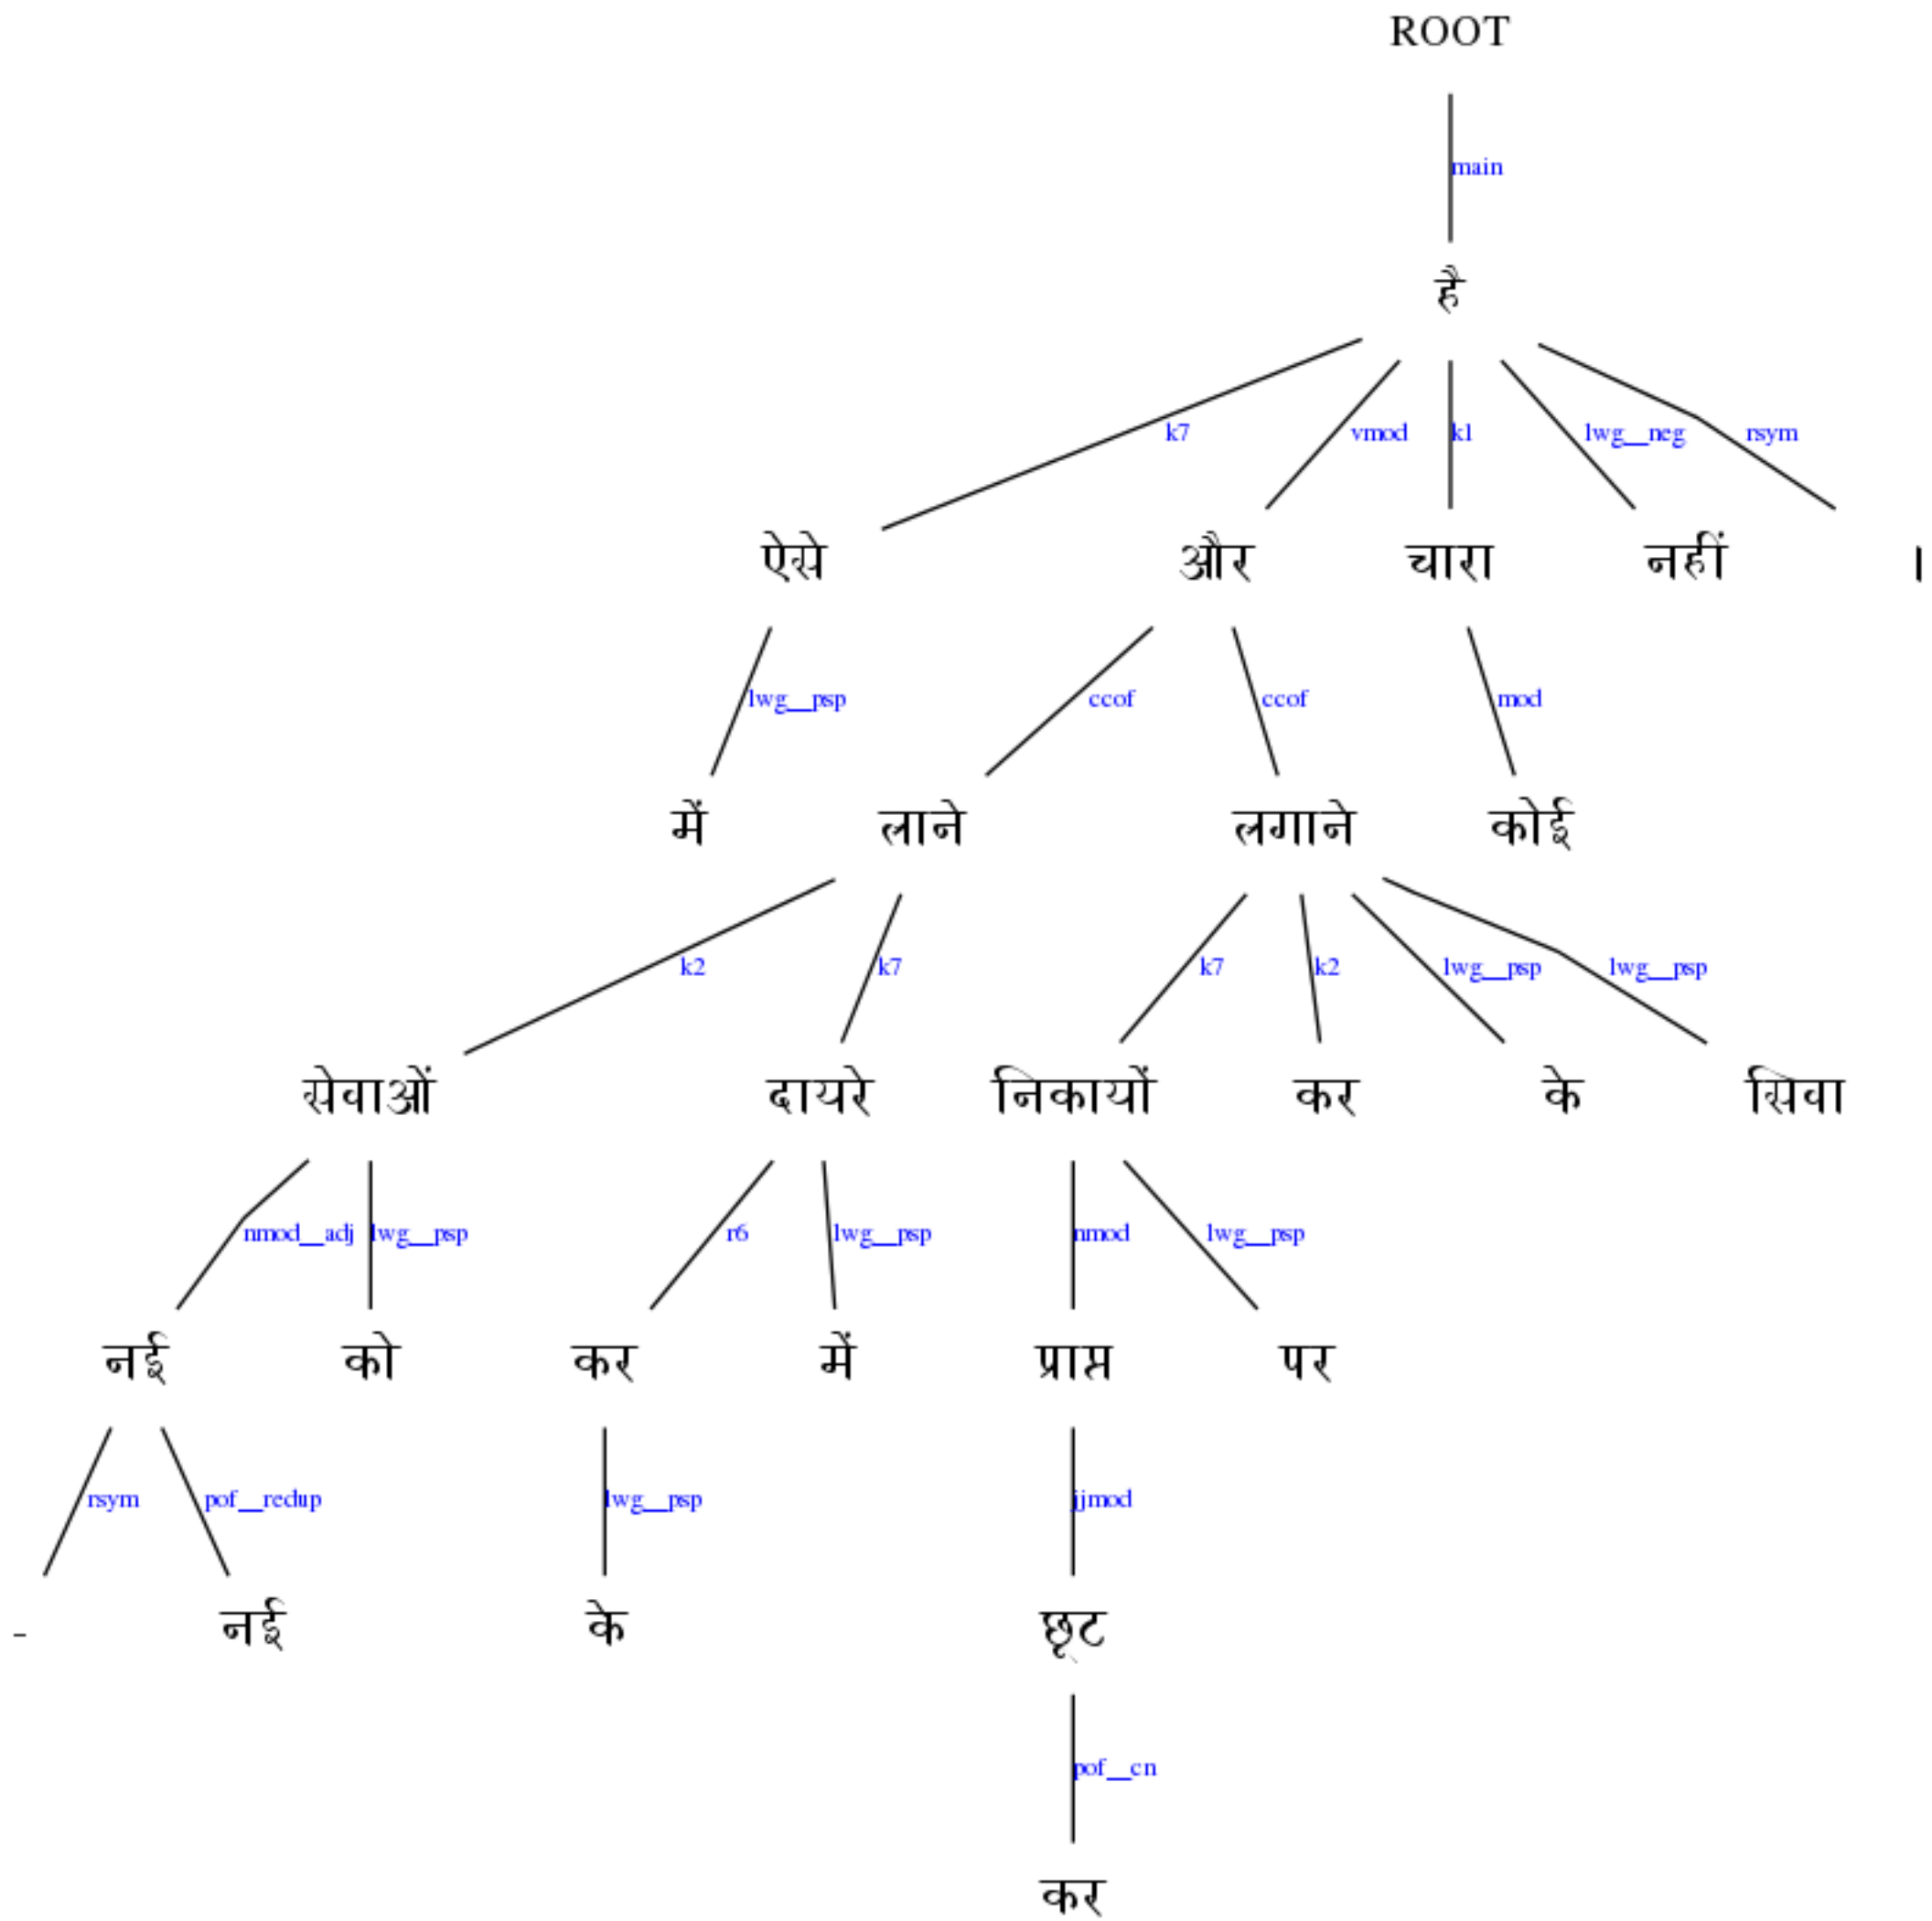 ROOT
main
है
k7 vmod k1 lwg__neg rsym
ऐसे और चारा नहीं ।
lwg__psp ccof ccof mod
में लाने लगाने कोई
k2 k7 k7 k2 lwg__psp lwg__psp
सेवाओं दायरे निकायों कर के सिवा
nmod__adj lwg__psp r6 lwg__psp nmod lwg__psp
नई को कर में प्राप्त पर
rsym pof__redup lwg__psp jjmod
- नई के छूट
pof__cn
कर